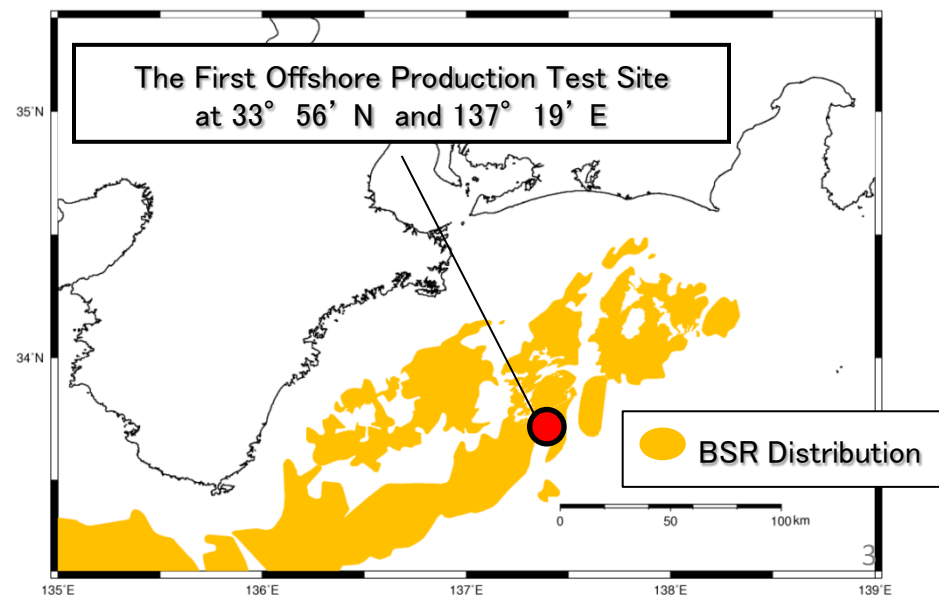 The First Offshore Production Test Site
at 33° 56’ N and 137° 19’ E
35°N
34°N
BSR Distribution
0 50 100km
3
135°E 136°E 137°E 138°E 139°E